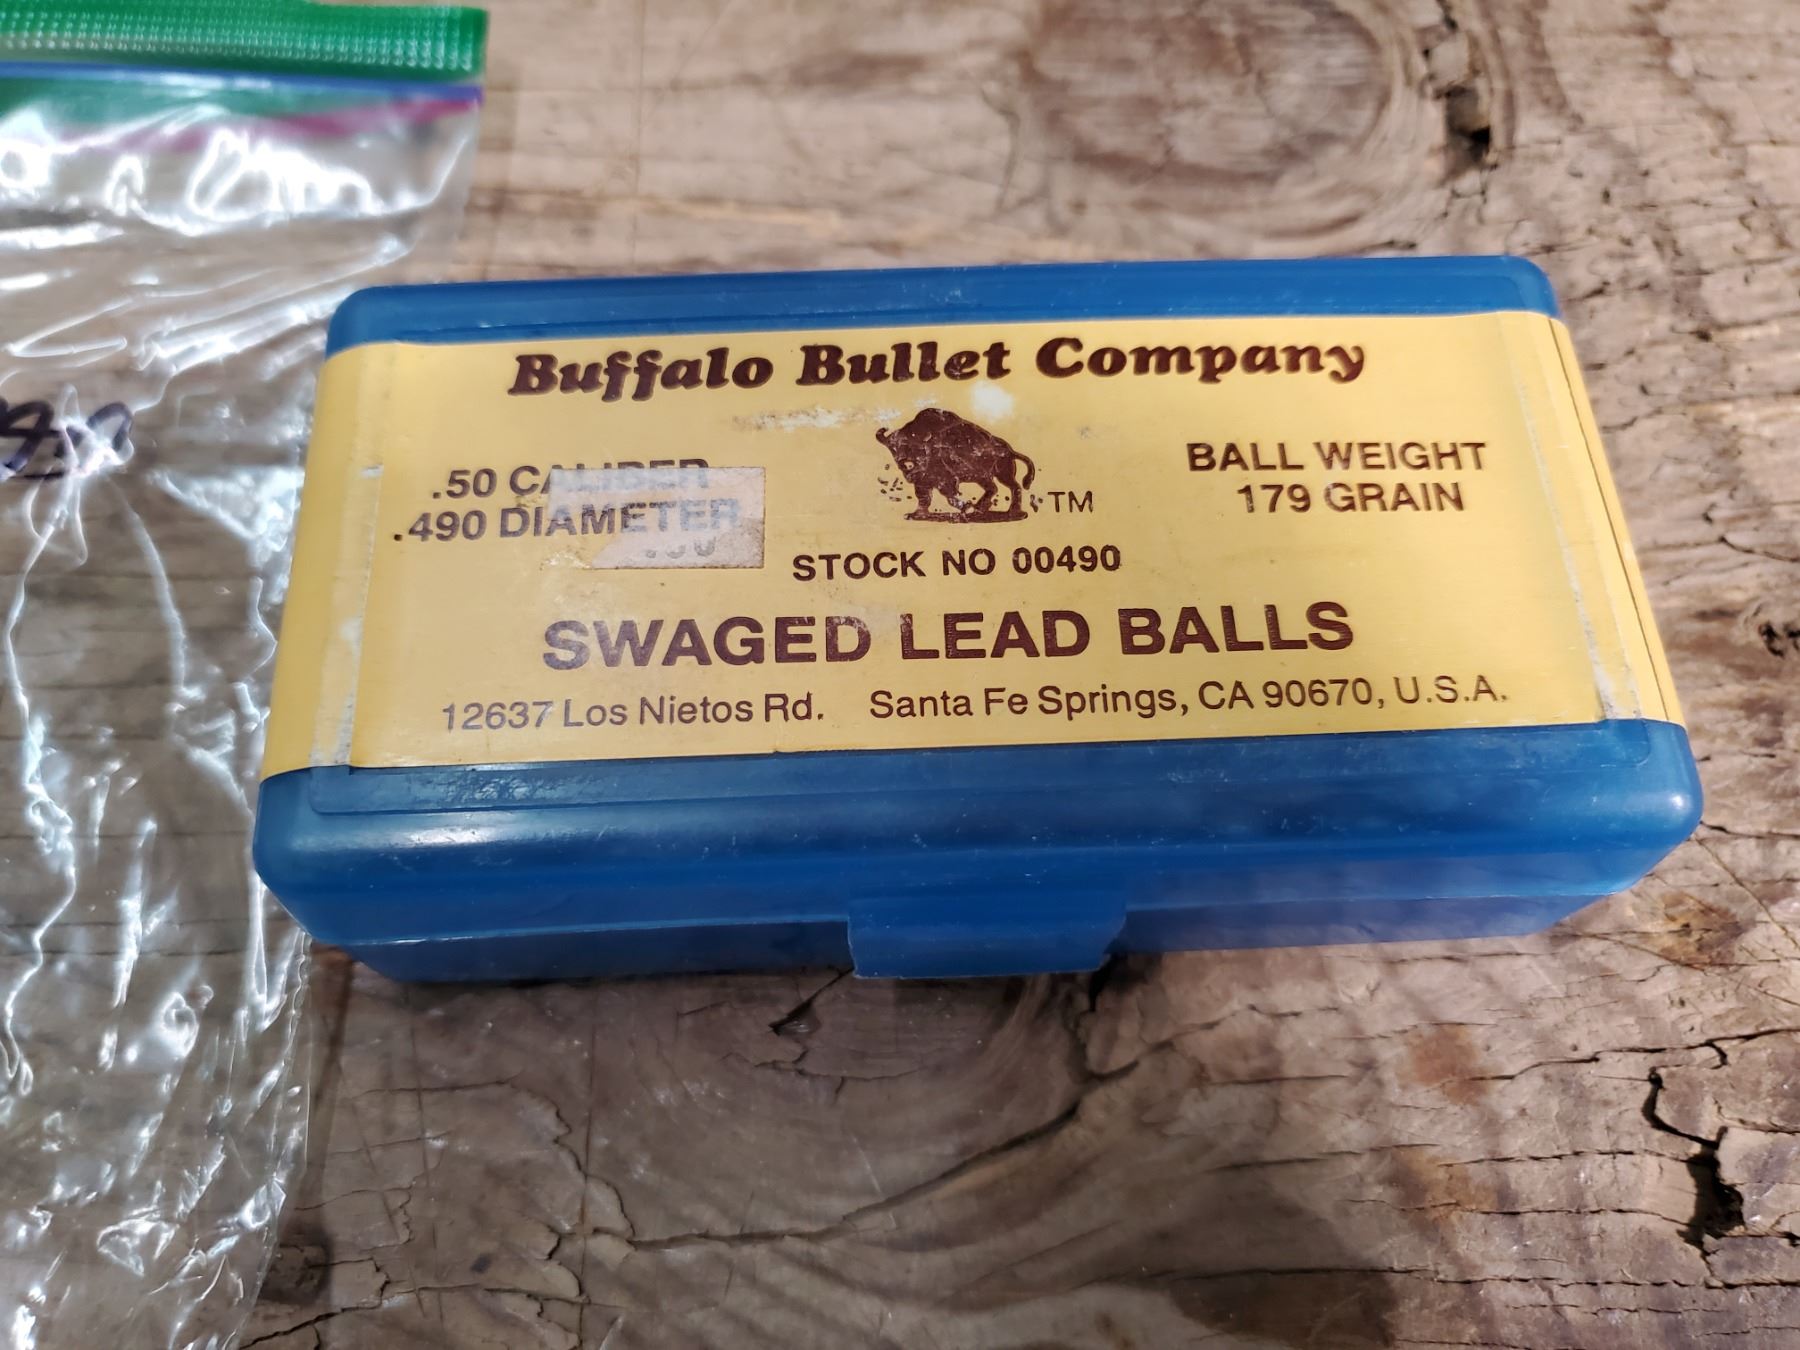 Buffalo Bullet Company
.50 CALIBER
.490 DIAMETER
BALL WEIGHT
179 GRAIN
TM
STOCK NO 00490
SWAGED LEAD BALLS
12637 Los Nietos Rd. Santa Fe Springs, CA 90670, U.S.A.